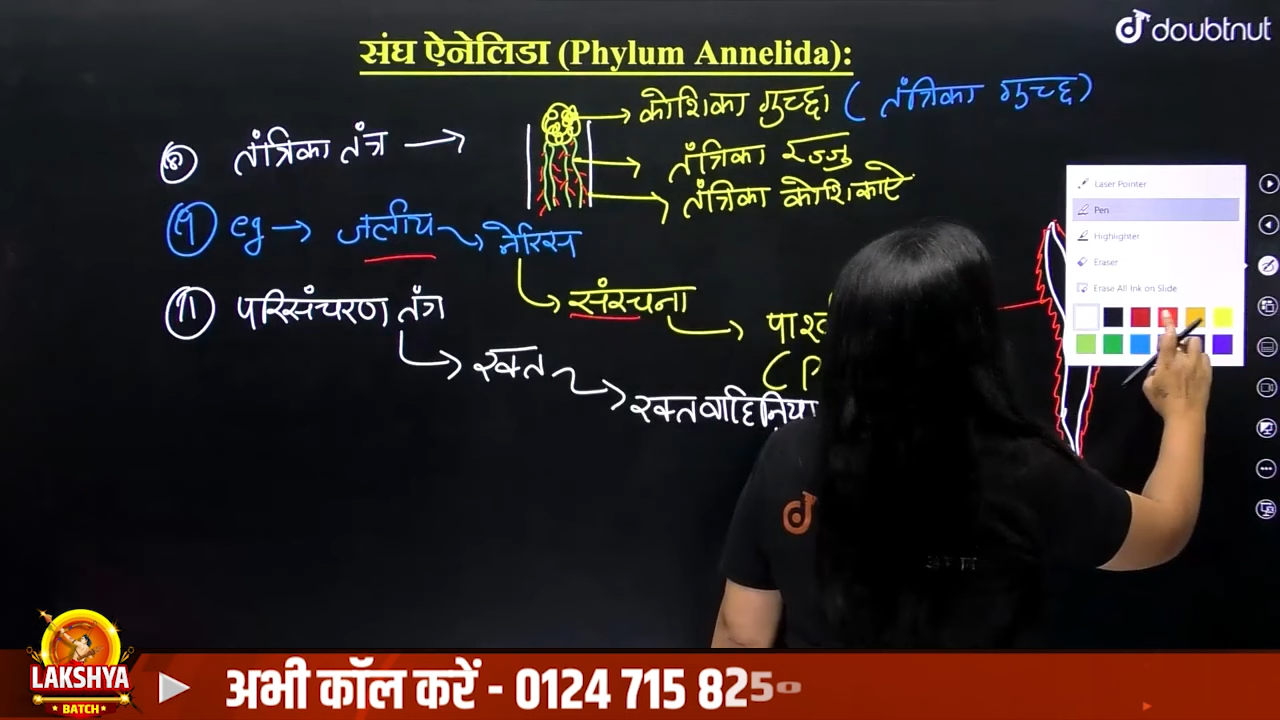 doubtnut
संघ ऐनेलिडा (Phylum Annelida):
कोशिका गुच्छा (तंत्रिका गुच्छ)
तंत्रिका तंत्र →
तंत्रिका रज्जु
तंत्रिका कोशिकाऐ
eg → जलीय नेरिस
संरचना
११ परिसंचरण तंत्र
रक्त
रक्तवाहिनिया
Laser Pointer
Pen
Highlighter
Eraser
Erase All Ink on Slide
LAKSHYA
BATCH
अभी कॉल करें - 0124 715 825